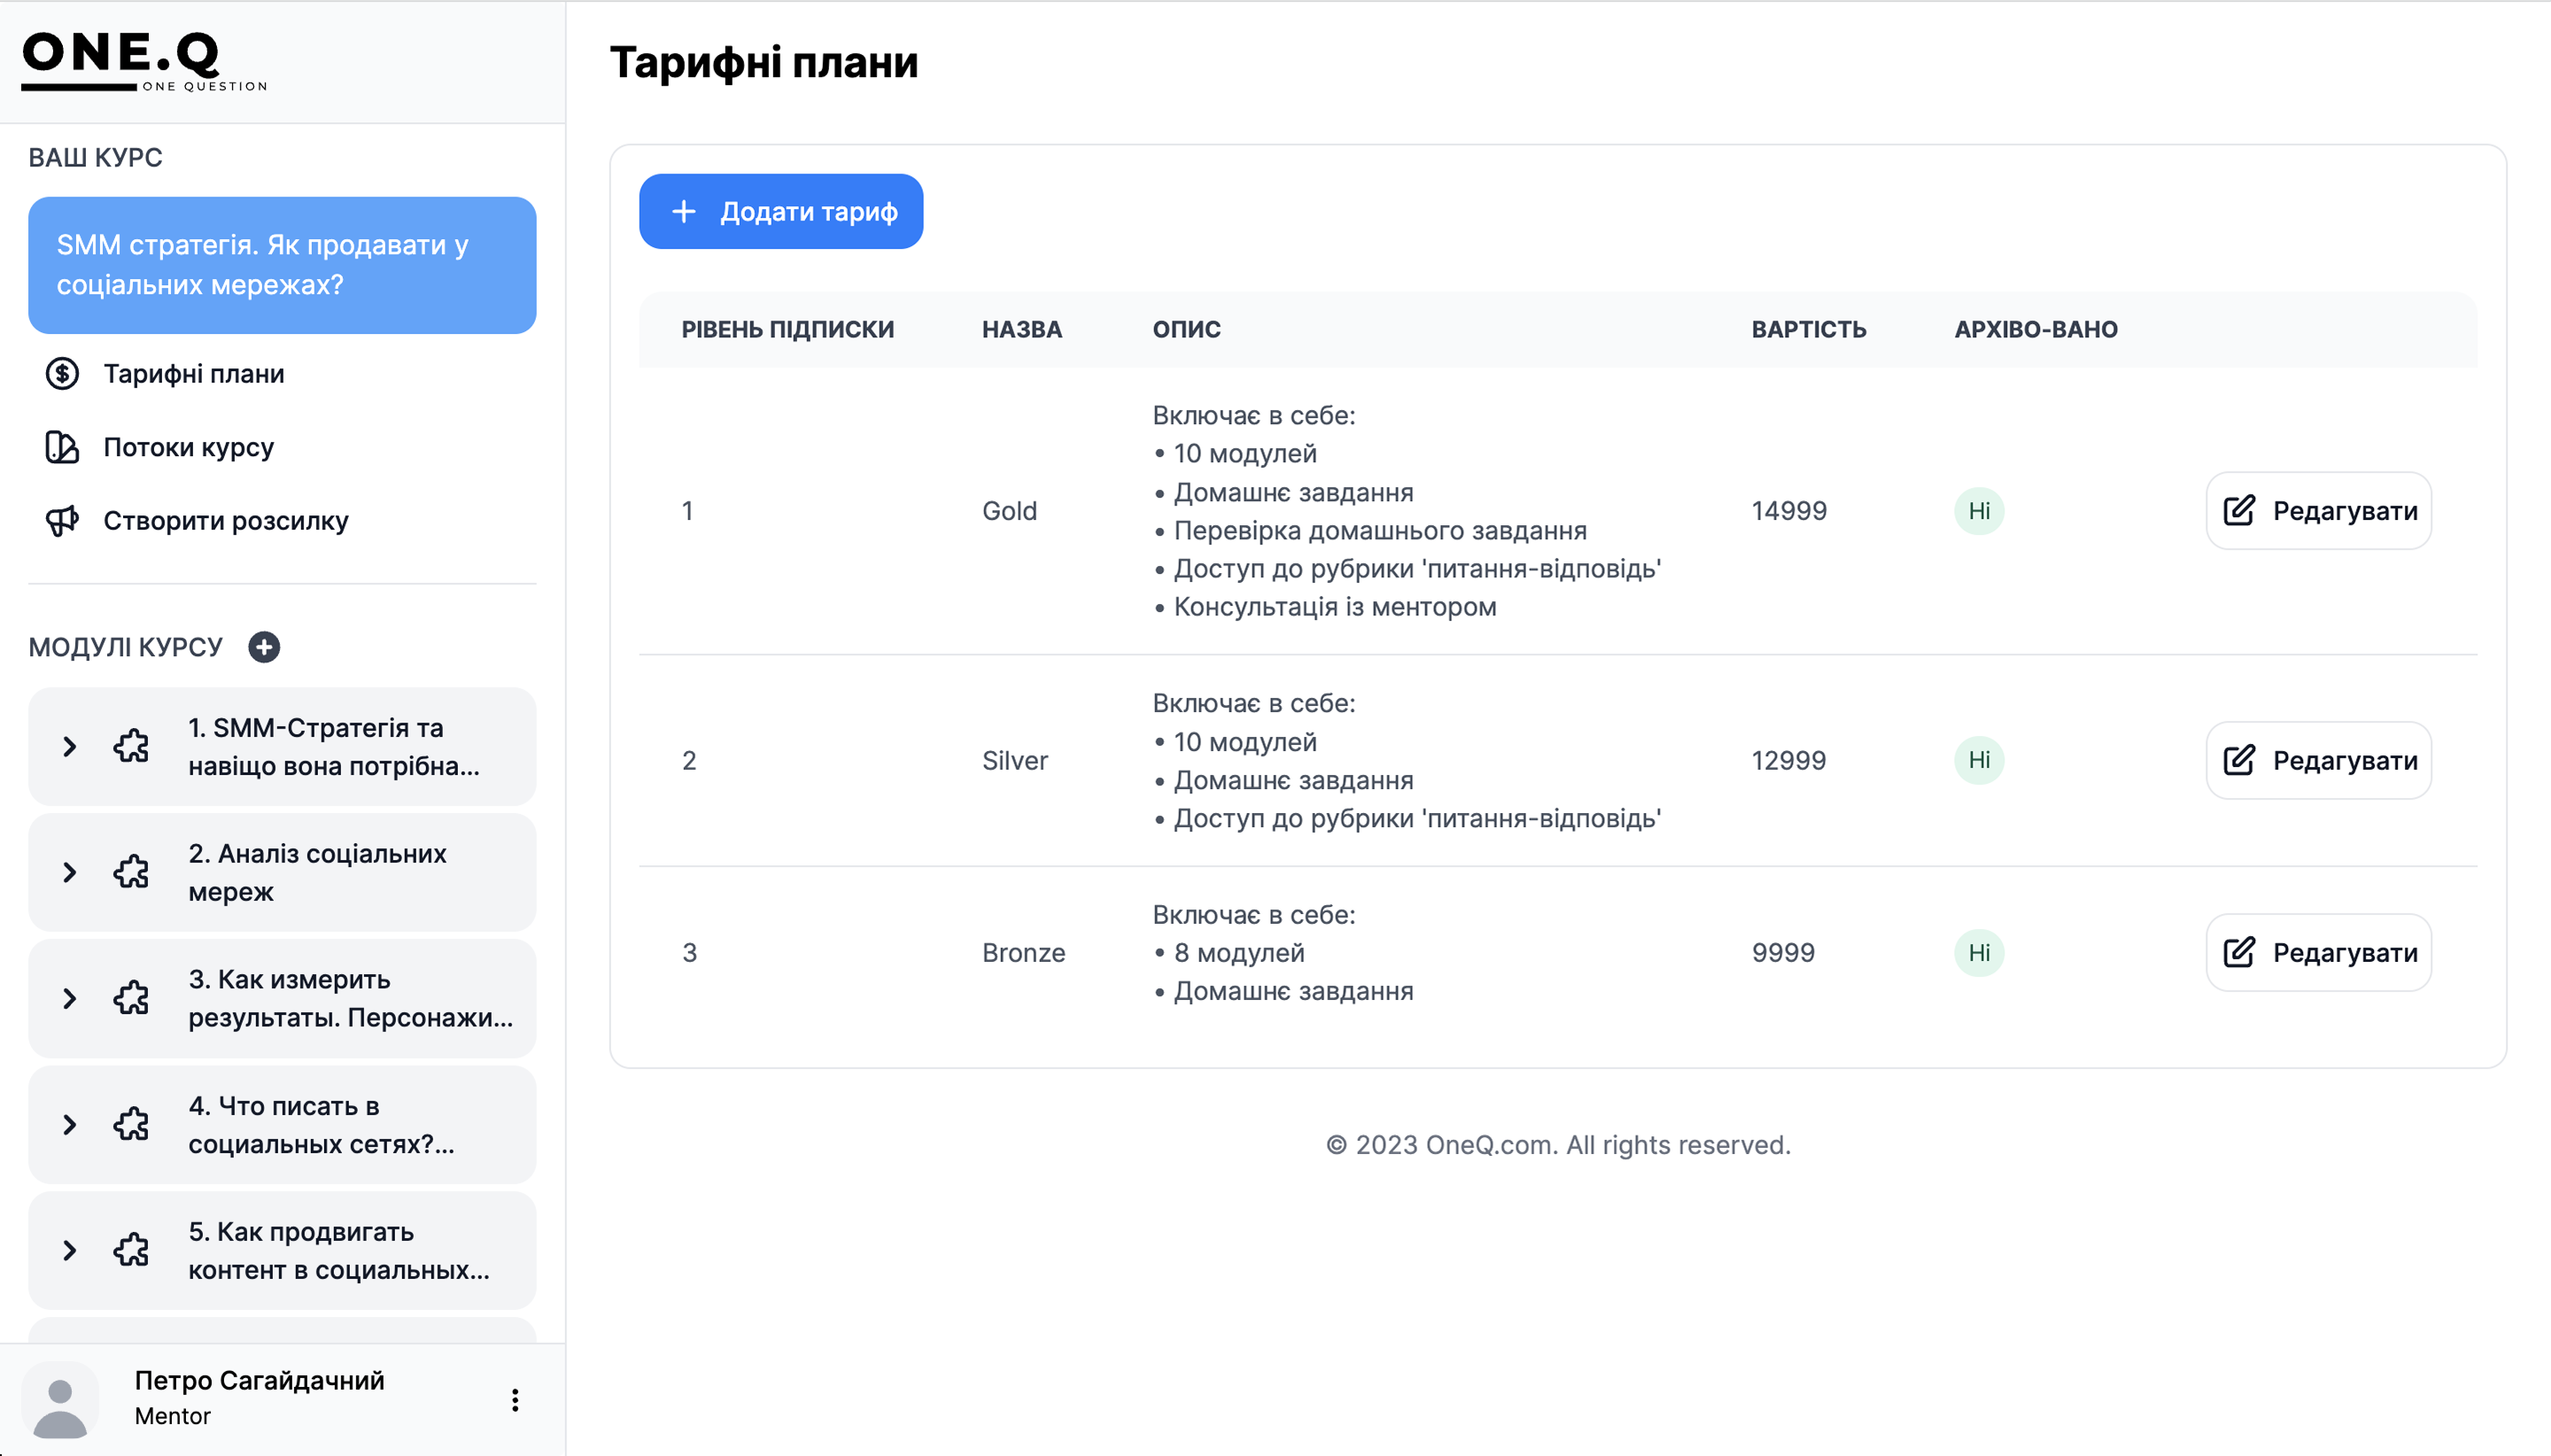 ONE.Q
ONE QUESTION
ВАШ КУРС
SMM стратегія. Як продавати у
соціальних мережах?
Тарифні плани
Потоки курсу
Створити розсилку
МОДУЛІ КУРСУ
1. SMM-Стратегія та
навіщо вона потрібна...
2. Аналіз соціальних
мереж
3. Как измерить
результаты. Персонажи...
4. Что писать в
социальных сетях?...
5. Как продвигать
контент в социальных...
Петро Сагайдачний
Mentor
Тарифні плани
+ Додати тариф
РІВЕНЬ ПІДПИСКИ НАЗВА ОПИС ВАРТІСТЬ АРХІВО-ВАНО
1 Gold
Включає в себе:
• 10 модулей
• Домашнє завдання
• Перевірка домашнього завдання
• Доступ до рубрики 'питання-відповідь'
• Консультація із ментором
14999 Ні Редагувати
2 Silver
Включає в себе:
• 10 модулей
• Домашнє завдання
• Доступ до рубрики 'питання-відповідь'
12999 Ні Редагувати
3 Bronze
Включає в себе:
• 8 модулей
• Домашнє завдання
9999 Ні Редагувати
© 2023 OneQ.com. All rights reserved.